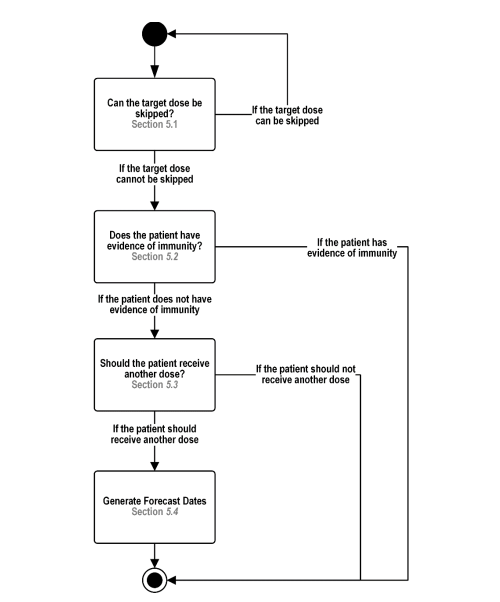 Can the target dose be
skipped?
Section 5.1
If the target dose
can be skipped
If the target dose
cannot be skipped
Does the patient have
evidence of immunity?
Section 5.2
If the patient has
evidence of immunity
If the patient does not have
evidence of immunity
Should the patient receive
another dose?
Section 5.3
If the patient should not
receive another dose
If the patient should
receive another dose
Generate Forecast Dates
Section 5.4